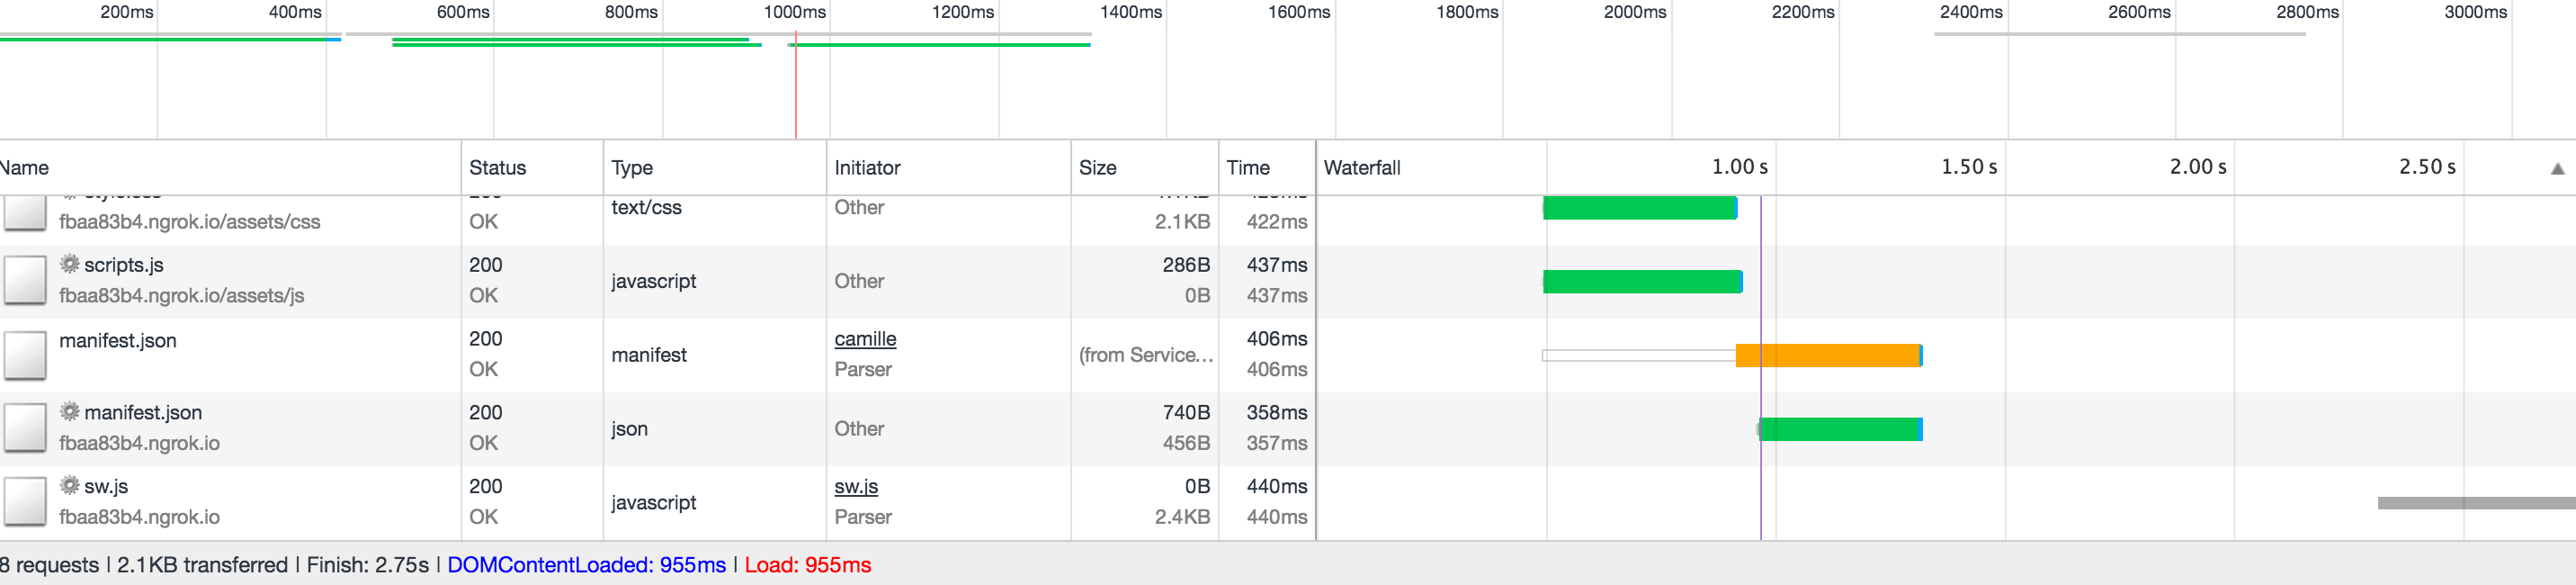 200ms 400ms 600ms 800ms 1000ms 1200ms 1400ms 1600ms 1800ms 2000ms 2200ms 2400ms 2600ms 2800ms 3000ms
Name Status Type Initiator Size Time Waterfall 1.00 s 1.50 s 2.00 s 2.50 s
text/css Other
fbaa83b4.ngrok.io/assets/css OK 2.1KB 422ms
scripts.js 200 286B 437ms
javascript Other
fbaa83b4.ngrok.io/assets/js OK 0B 437ms
manifest.json 200 camille 406ms
manifest (from Service...
OK Parser 406ms
manifest.json 200 740B 358ms
json Other
fbaa83b4.ngrok.io OK 456B 357ms
sw.js 200 sw.js 0B 440ms
javascript
fbaa83b4.ngrok.io OK Parser 2.4KB 440ms
8 requests | 2.1KB transferred | Finish: 2.75s | DOMContentLoaded: 955ms | Load: 955ms